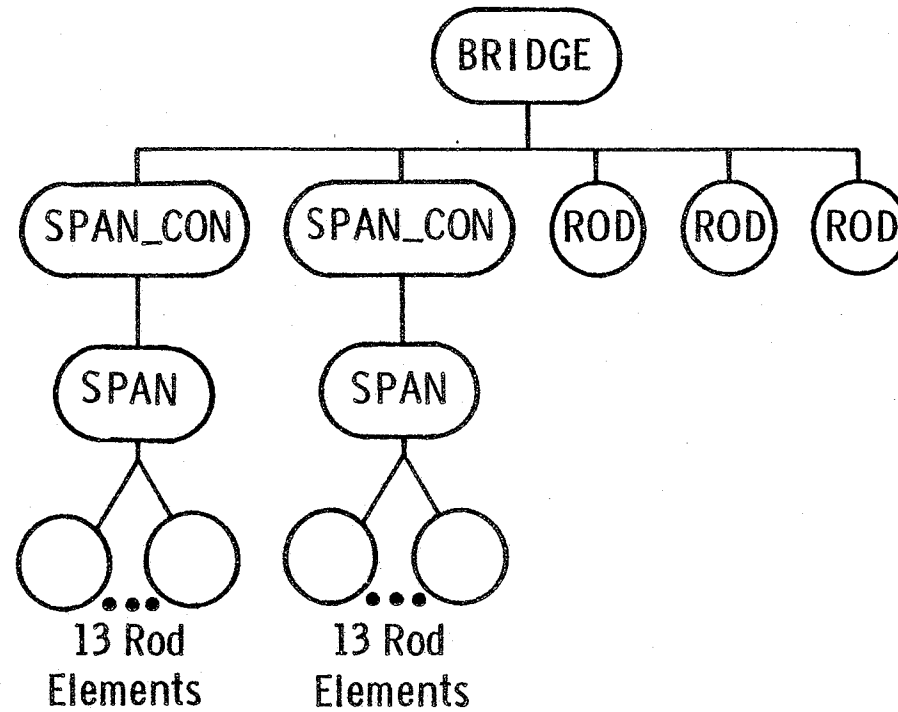 BRIDGE
SPAN_CON
SPAN_CON
ROD
ROD
ROD
SPAN
SPAN
13 Rod
Elements
13 Rod
Elements